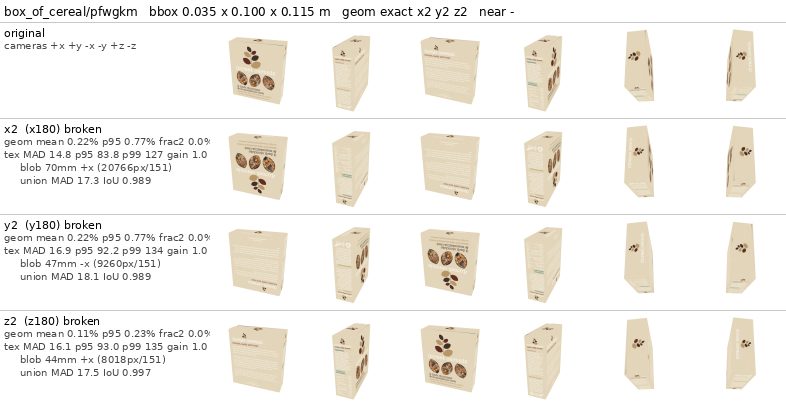 box_of_cereal/pfwgkm   bbox 0.035 x 0.100 x 0.115 m   geom exact x2 y2 z2   near -
original
cameras +x +y -x -y +z -z
x2  (x180) broken
geom mean 0.22% p95 0.77% frac2 0.0%
tex MAD 14.8 p95 83.8 p99 127 gain 1.0
blob 70mm +x (20766px/151)
union MAD 17.3 IoU 0.989
y2  (y180) broken
geom mean 0.22% p95 0.77% frac2 0.0%
tex MAD 16.9 p95 92.2 p99 134 gain 1.0
blob 47mm -x (9260px/151)
union MAD 18.1 IoU 0.989
z2  (z180) broken
geom mean 0.11% p95 0.23% frac2 0.0%
tex MAD 16.1 p95 93.0 p99 135 gain 1.0
blob 44mm +x (8018px/151)
union MAD 17.5 IoU 0.997